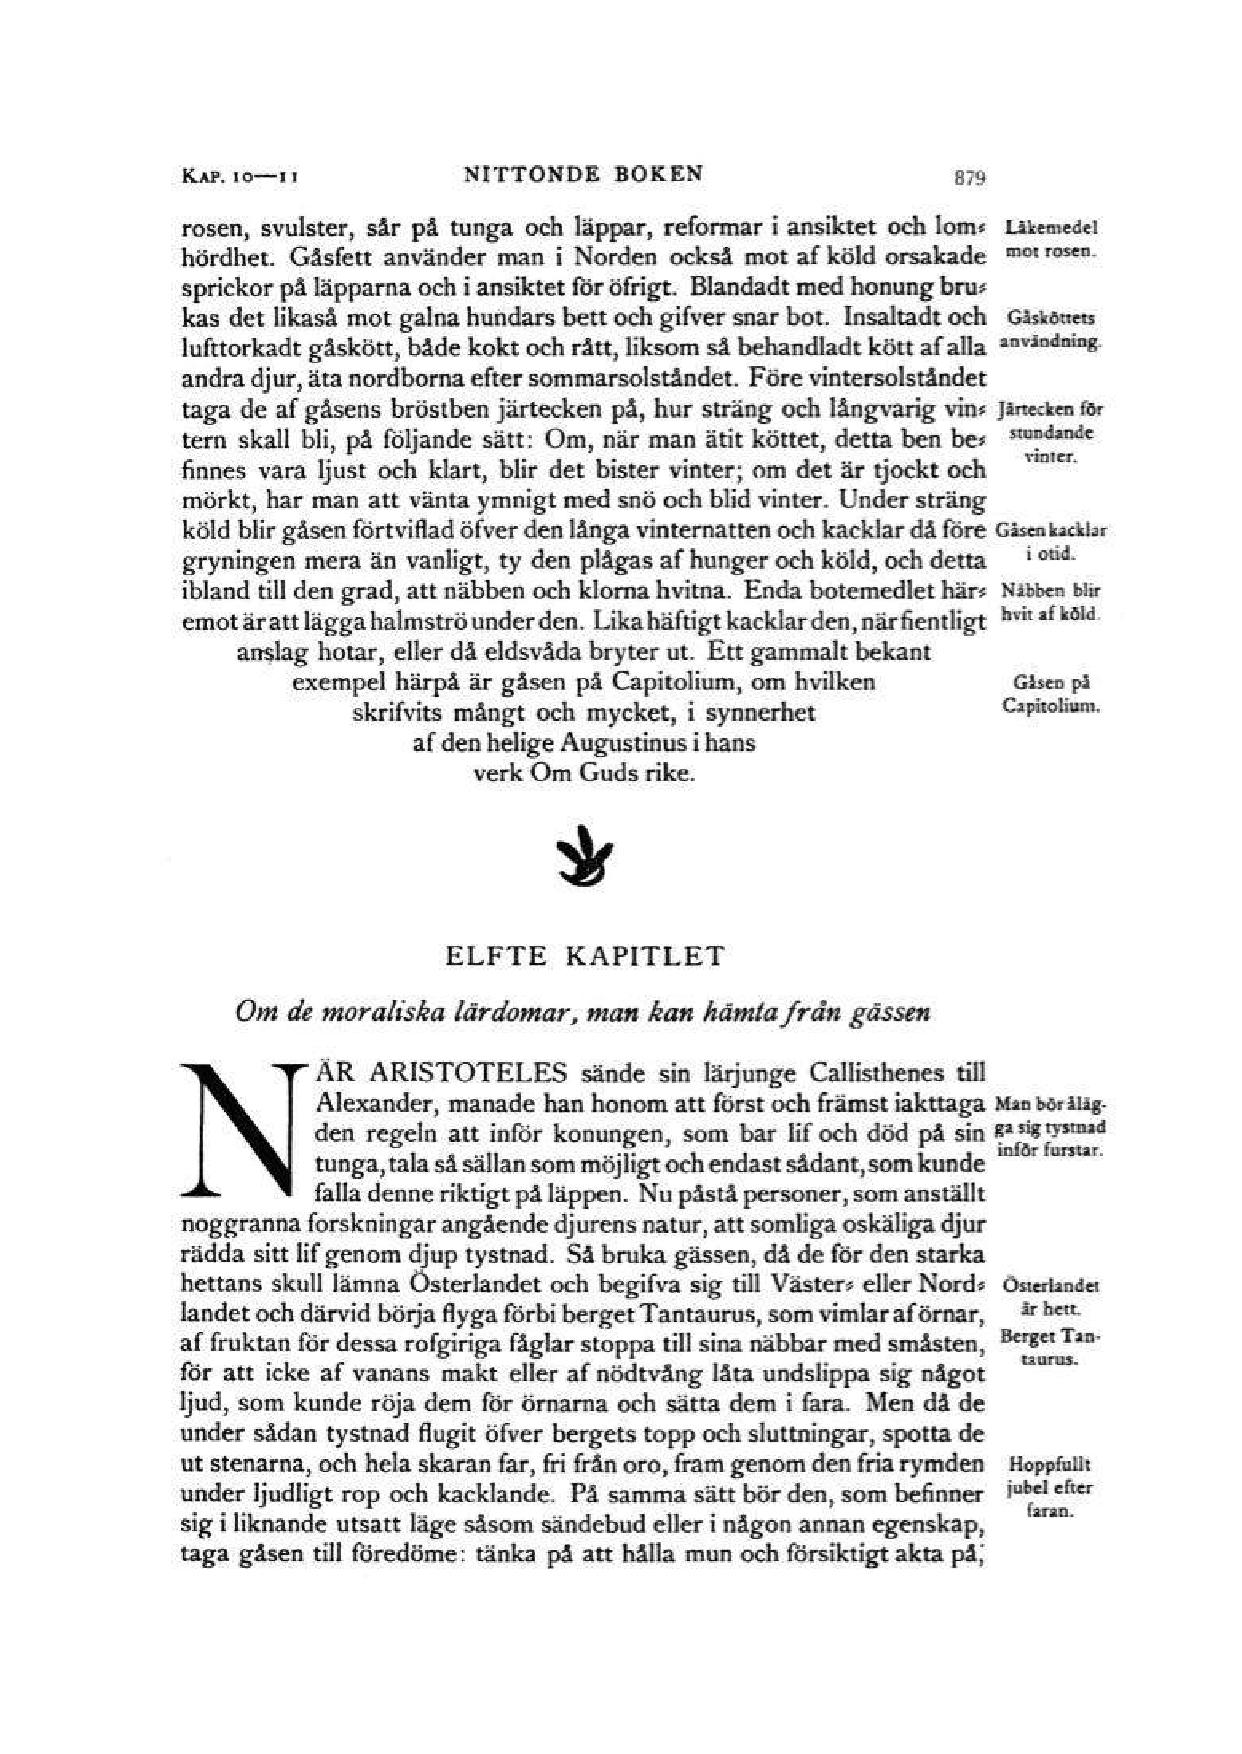 KAP. 10—11 NITTONDE BOKEN 879
rosen, svulster, sår på tunga och läppar, reformar i ansiktet och lom-
hördhet. Gåsfett använder man i Norden också mot af köld orsakade
sprickor på läpparna och i ansiktet för öfrigt. Blandadt med honung bru-
kas det likaså mot galna hundars bett och gifver snar bot. Insaltadt och
lufttorkadt gåskött, både kokt och rått, liksom så behandladt kött af alla
andra djur, äta nordborna efter sommarsolståndet. Före vintersolståndet
taga de af gåsens bröstben järtecken på, hur sträng och långvarig vin-
tern skall bli, på följande sätt: Om, när man ätit köttet, detta ben be-
finnes vara ljust och klart, blir det bister vinter; om det är tjockt och
mörkt, har man att vänta ymnigt med snö och blid vinter. Under sträng
köld blir gåsen förtviflad öfver den långa vinternatten och kacklar då före
gryningen mera än vanligt, ty den plågas af hunger och köld, och detta
ibland till den grad, att näbben och klorna hvitna. Enda botemedlet här-
emot är att lägga halmströ under den. Lika häftigt kacklar den, när fientligt
anslag hotar, eller då eldsvåda bryter ut. Ett gammalt bekant
exempel härpå är gåsen på Capitolium, om hvilken
skrifvits mångt och mycket, i synnerhet
af den helige Augustinus i hans
verk Om Guds rike.
Läkemedel
mot rosen.
Gåsköttets
användning.
Järtecken för
stundande
vinter.
Gåsen kacklar
i otid.
Näbben blir
hvit af köld.
Gåsen på
Capitolium.
ELFTE KAPITLET
Om de moraliska lärdomar, man kan hämta från gässen
NÄR ARISTOTELES sände sin lärjunge Callisthenes till
Alexander, manade han honom att först och främst iakttaga
den regeln att inför konungen, som bar lif och död på sin
tunga, tala så sällan som möjligt och endast sådant, som kunde
falla denne riktigt på läppen. Nu påstå personer, som anställt
noggranna forskningar angående djurens natur, att somliga oskäliga djur
rädda sitt lif genom djup tystnad. Så bruka gässen, då de för den starka
hettans skull lämna Österlandet och begifva sig till Väster- eller Nord-
landet och därvid börja flyga förbi berget Tantaurus, som vimlar af örnar,
af fruktan för dessa rofgiriga fåglar stoppa till sina näbbar med småsten,
för att icke af vanans makt eller af nödtvång låta undslippa sig något
ljud, som kunde röja dem för örnarna och sätta dem i fara. Men då de
under sådan tystnad flugit öfver bergets topp och sluttningar, spotta de
ut stenarna, och hela skaran far, fri från oro, fram genom den fria rymden
under ljudligt rop och kacklande. På samma sätt bör den, som befinner
sig i liknande utsatt läge såsom sändebud eller i någon annan egenskap,
taga gåsen till föredöme: tänka på att hålla mun och försiktigt akta på,
Man bör åläg-
ga sig tystnad
inför furstar.
Österlandet
är hett.
Berget Tan-
taurus.
Hoppfullt
jubel efter
faran.